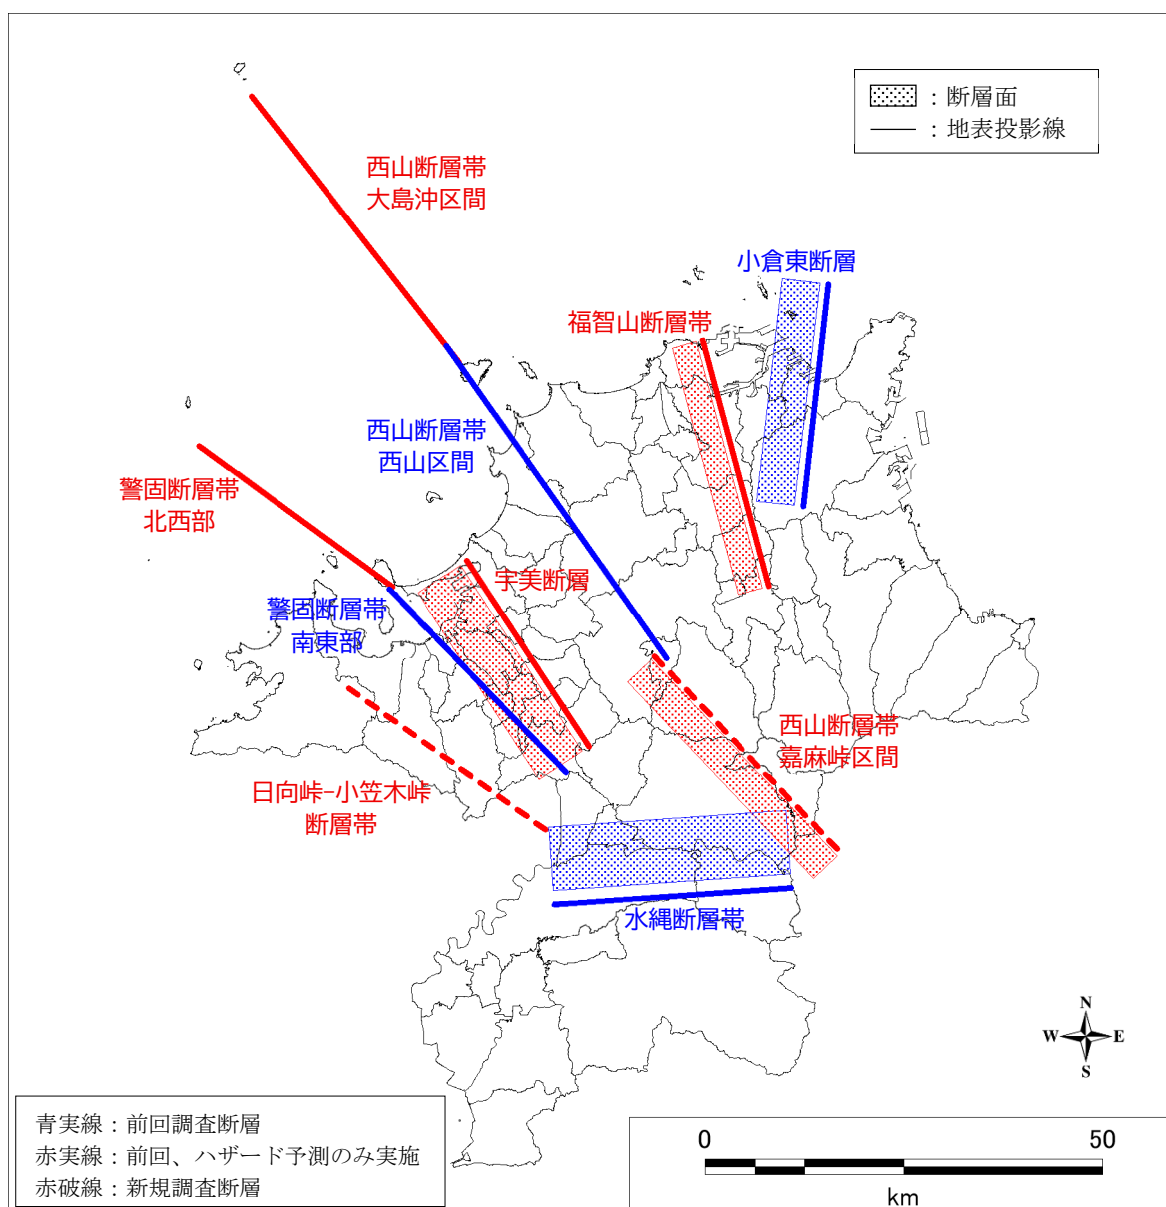 ：断層面
：地表投影線
西山断層帯
大島沖区間
小倉東断層
福智山断層帯
西山断層帯
西山区間
警固断層帯
北西部
宇美断層
警固断層帯
南東部
西山断層帯
嘉麻峠区間
日向峠-小笠木峠
断層帯
水縄断層帯
N
W E
S
青実線：前回調査断層
赤実線：前回、ハザード予測のみ実施
赤破線：新規調査断層
0 50
km